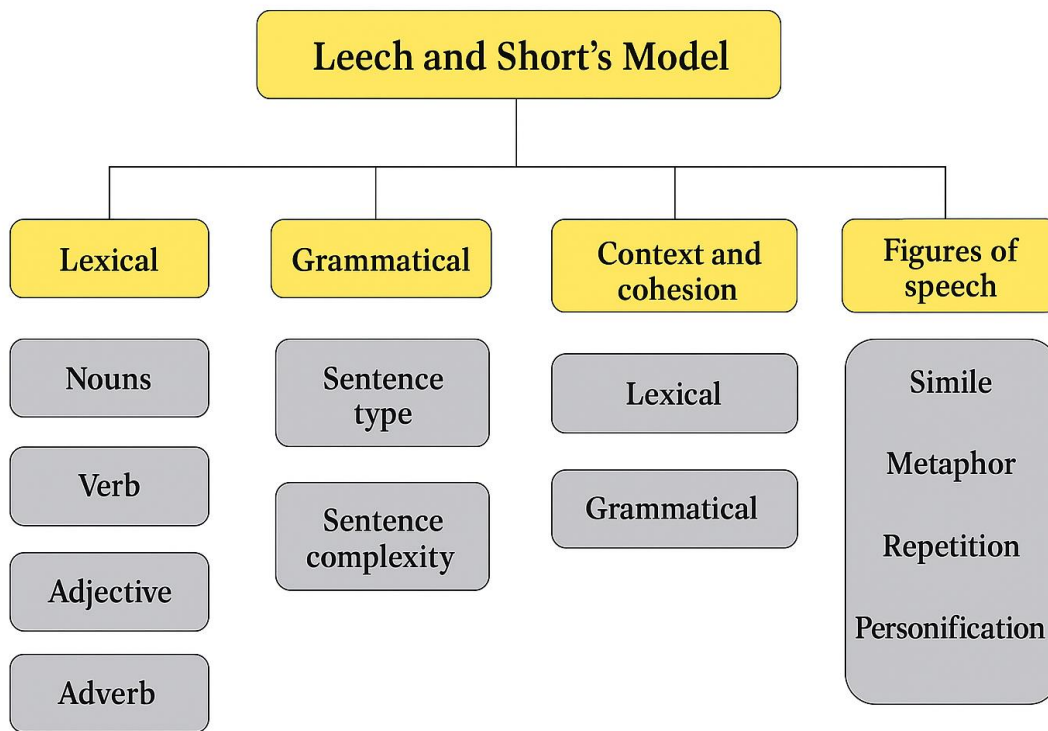 Leech and Short's Model
Lexical
Nouns
Verb
Adjective
Adverb
Grammatical
Sentence
type
Sentence
complexity
Context and
cohesion
Lexical
Grammatical
Figures of
speech
Simile
Metaphor
Repetition
Personification